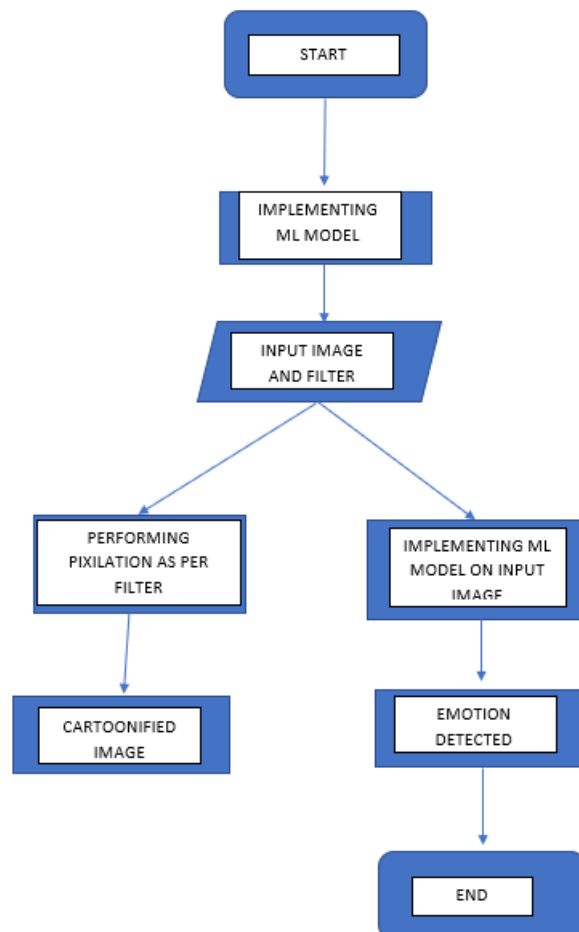 START
IMPLEMENTING
ML MODEL
INPUT IMAGE
AND FILTER
PERFORMING
PIXILATION AS PER
FILTER
IMPLEMENTING ML
MODEL ON INPUT
IMAGE
CARTOONIFIED
IMAGE
EMOTION
DETECTED
END